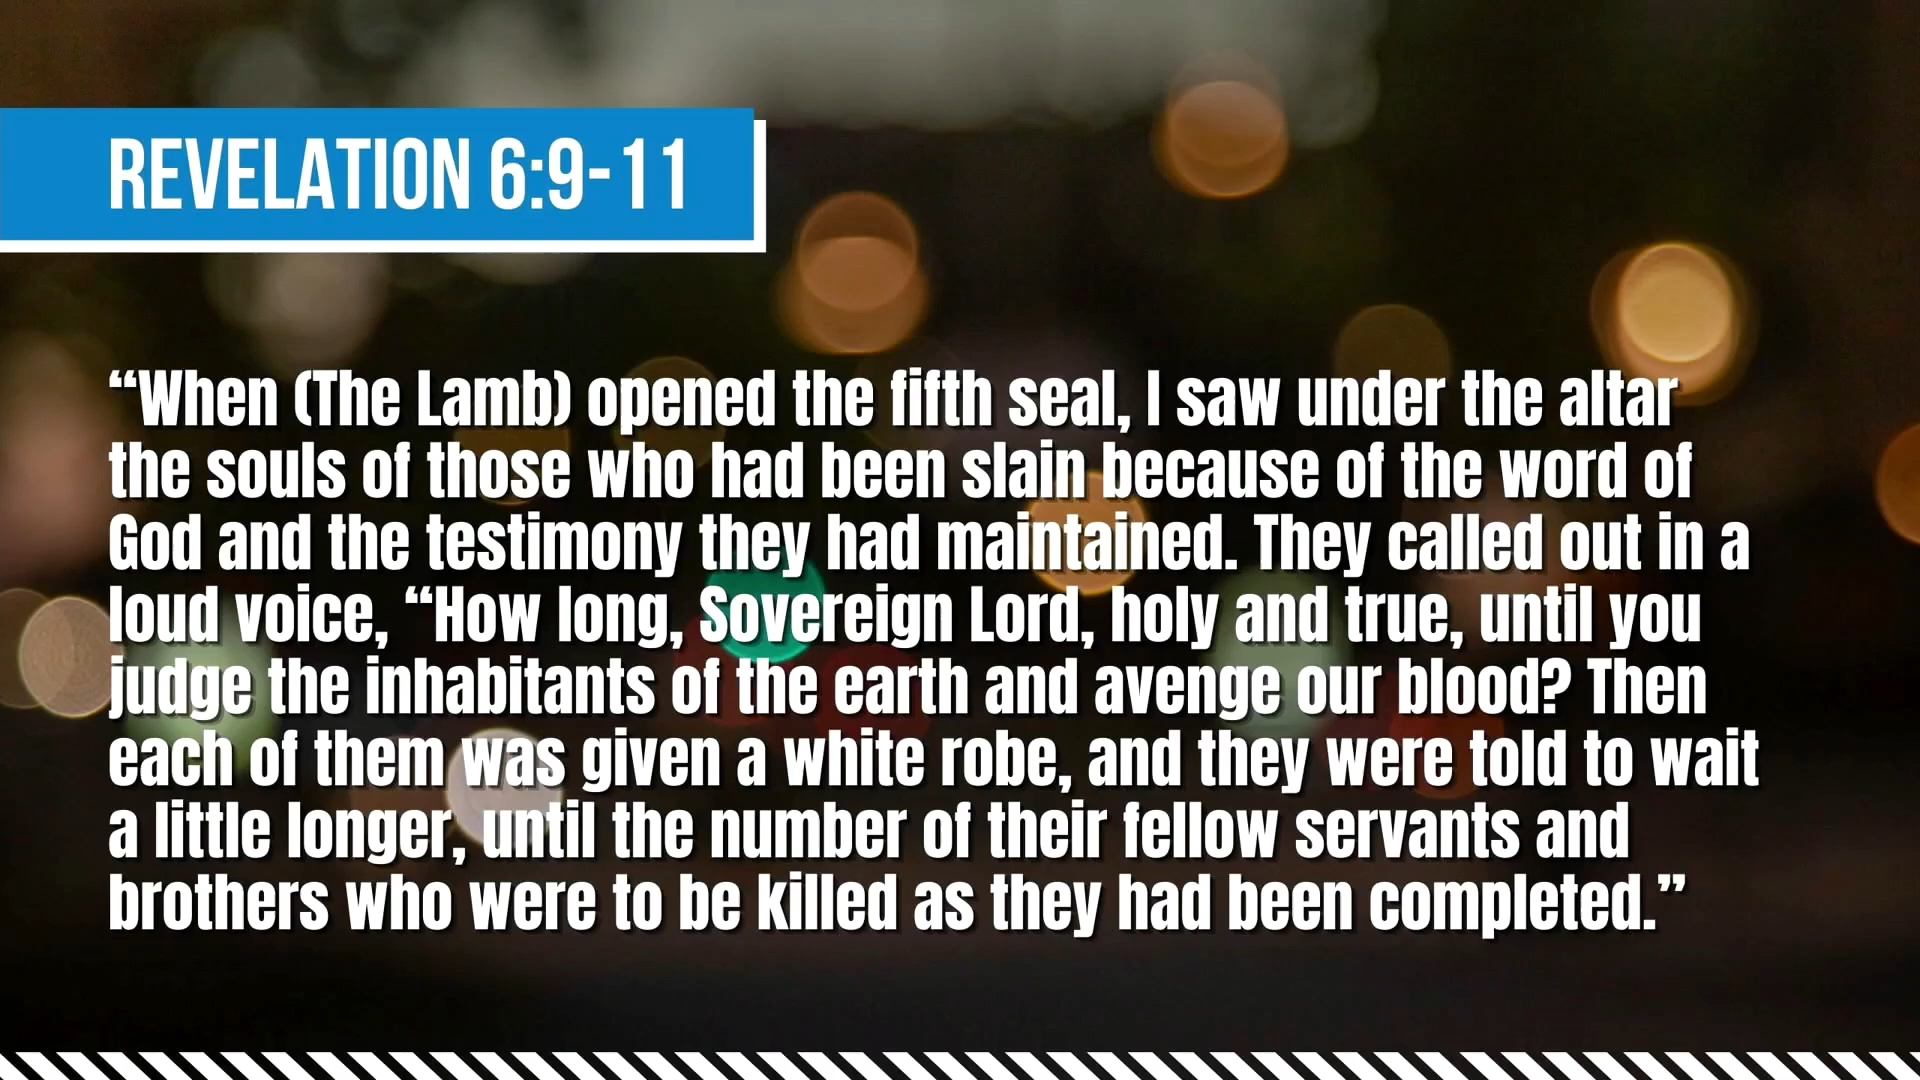 REVELATION 6:9-11
“When (The Lamb) opened the fifth seal, I saw under the altar
the souls of those who had been slain because of the word of
God and the testimony they had maintained. They called out in a
loud voice, “How long, Sovereign Lord, holy and true, until you
judge the inhabitants of the earth and avenge our blood? Then
each of them was given a white robe, and they were told to wait
a little longer, until the number of their fellow servants and
brothers who were to be killed as they had been completed.”